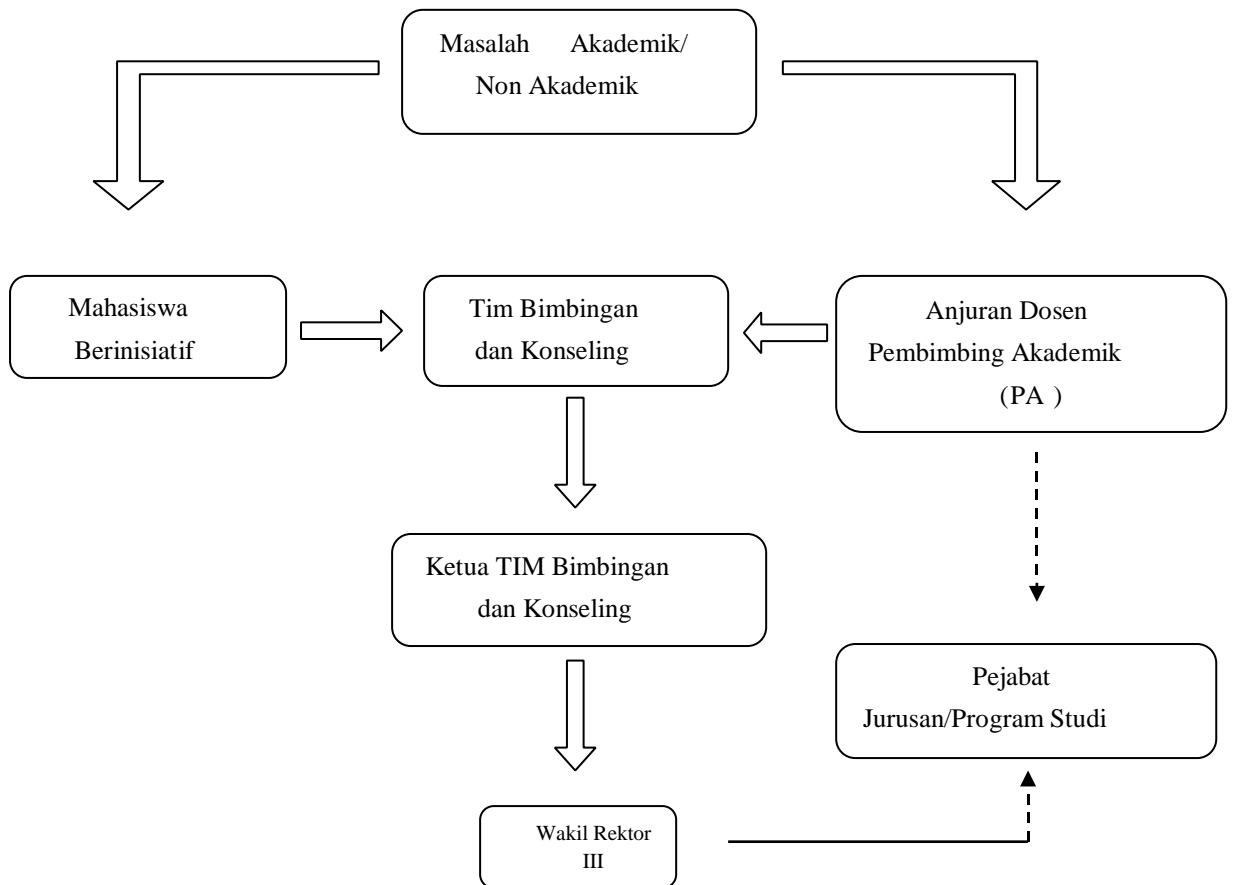 Masalah Akademik/
Non Akademik
Mahasiswa
Berinisiatif
Tim Bimbingan
dan Konseling
Anjuran Dosen
Pembimbing Akademik
(PA )
Ketua TIM Bimbingan
dan Konseling
Pejabat
Jurusan/Program Studi
Wakil Rektor
III